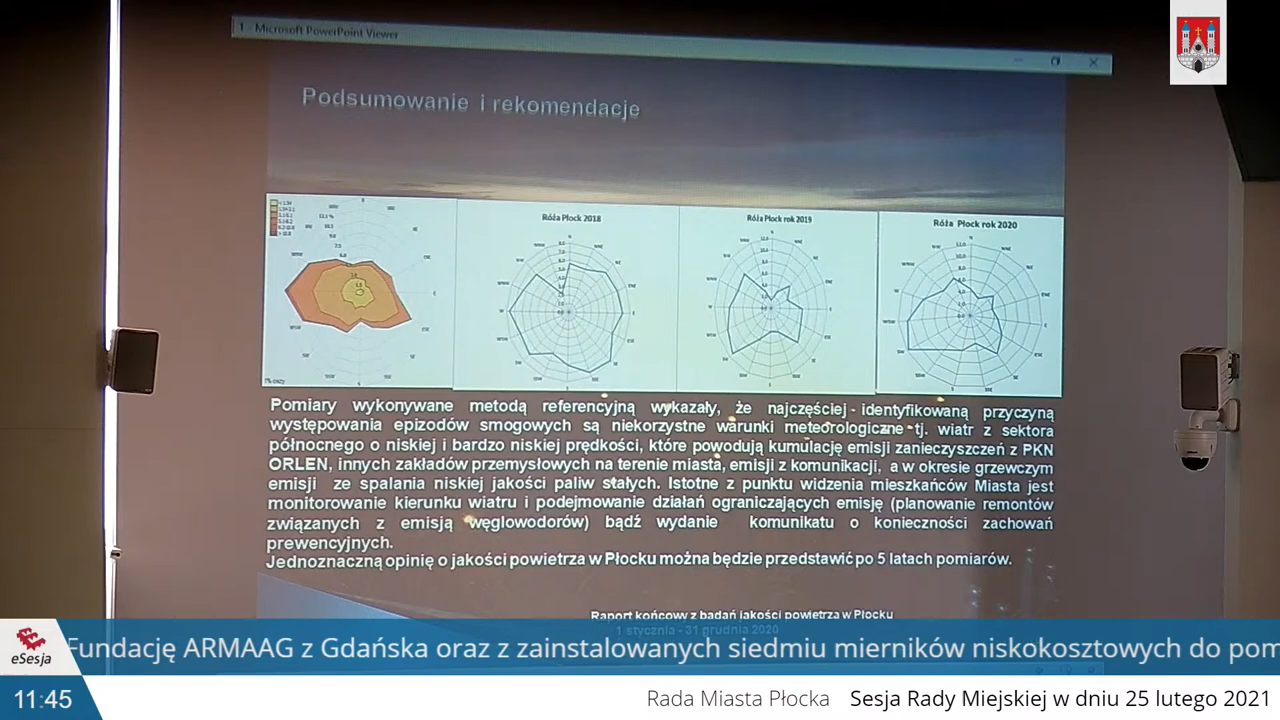 1 - Microsoft PowerPoint Viewer
Podsumowanie i rekomendacje
Róża Płock 2018
Róża Płock rok 2019
Róża Płock rok 2020
Pomiary wykonywane metodą referencyjną wykazały, że najczęściej identyfikowaną przyczyną
występowania epizodów smogowych są niekorzystne warunki meteorologiczne tj. wiatr z sektora
północnego o niskiej i bardzo niskiej prędkości, które powodują kumulację emisji zanieczyszczeń z PKN
ORLEN, innych zakładów przemysłowych na terenie miasta, emisji z komunikacji, a w okresie grzewczym
emisji ze spalania niskiej jakości paliw stałych. Istotne z punktu widzenia mieszkańców Miasta jest
monitorowanie kierunku wiatru i podejmowanie działań ograniczających emisję (planowanie remontów
związanych z emisją węglowodorów) bądź wydanie komunikatu o konieczności zachowań
prewencyjnych.
Jednoznaczną opinię o jakości powietrza w Płocku można będzie przedstawić po 5 latach pomiarów.
Raport końcowy z badań jakości powietrza w Płocku
1 stycznia - 31 grudnia 2020
eSesja
Fundację ARMAAG z Gdańska oraz z zainstalowanych siedmiu mierników niskokosztowych do pom
11:45
Rada Miasta Płocka Sesja Rady Miejskiej w dniu 25 lutego 2021